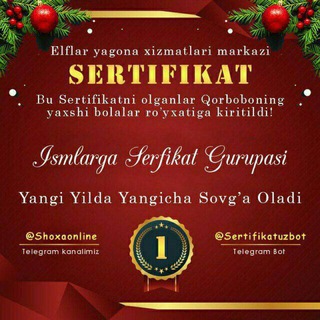 Elflar yagona xizmatlari markazi
SERTIFIKAT
Bu Sertifikatni olganlar Qorboboning
yaxshi bolalar ro'yxatiga kiritildi!
Ismlarga Serfikat Gurupasi
Yangi Yilda Yangicha Sovg'a Oladi
@Shoxaonline
Telegram kanalimiz
1
@Sertifikatuzbot
Telegram Bot